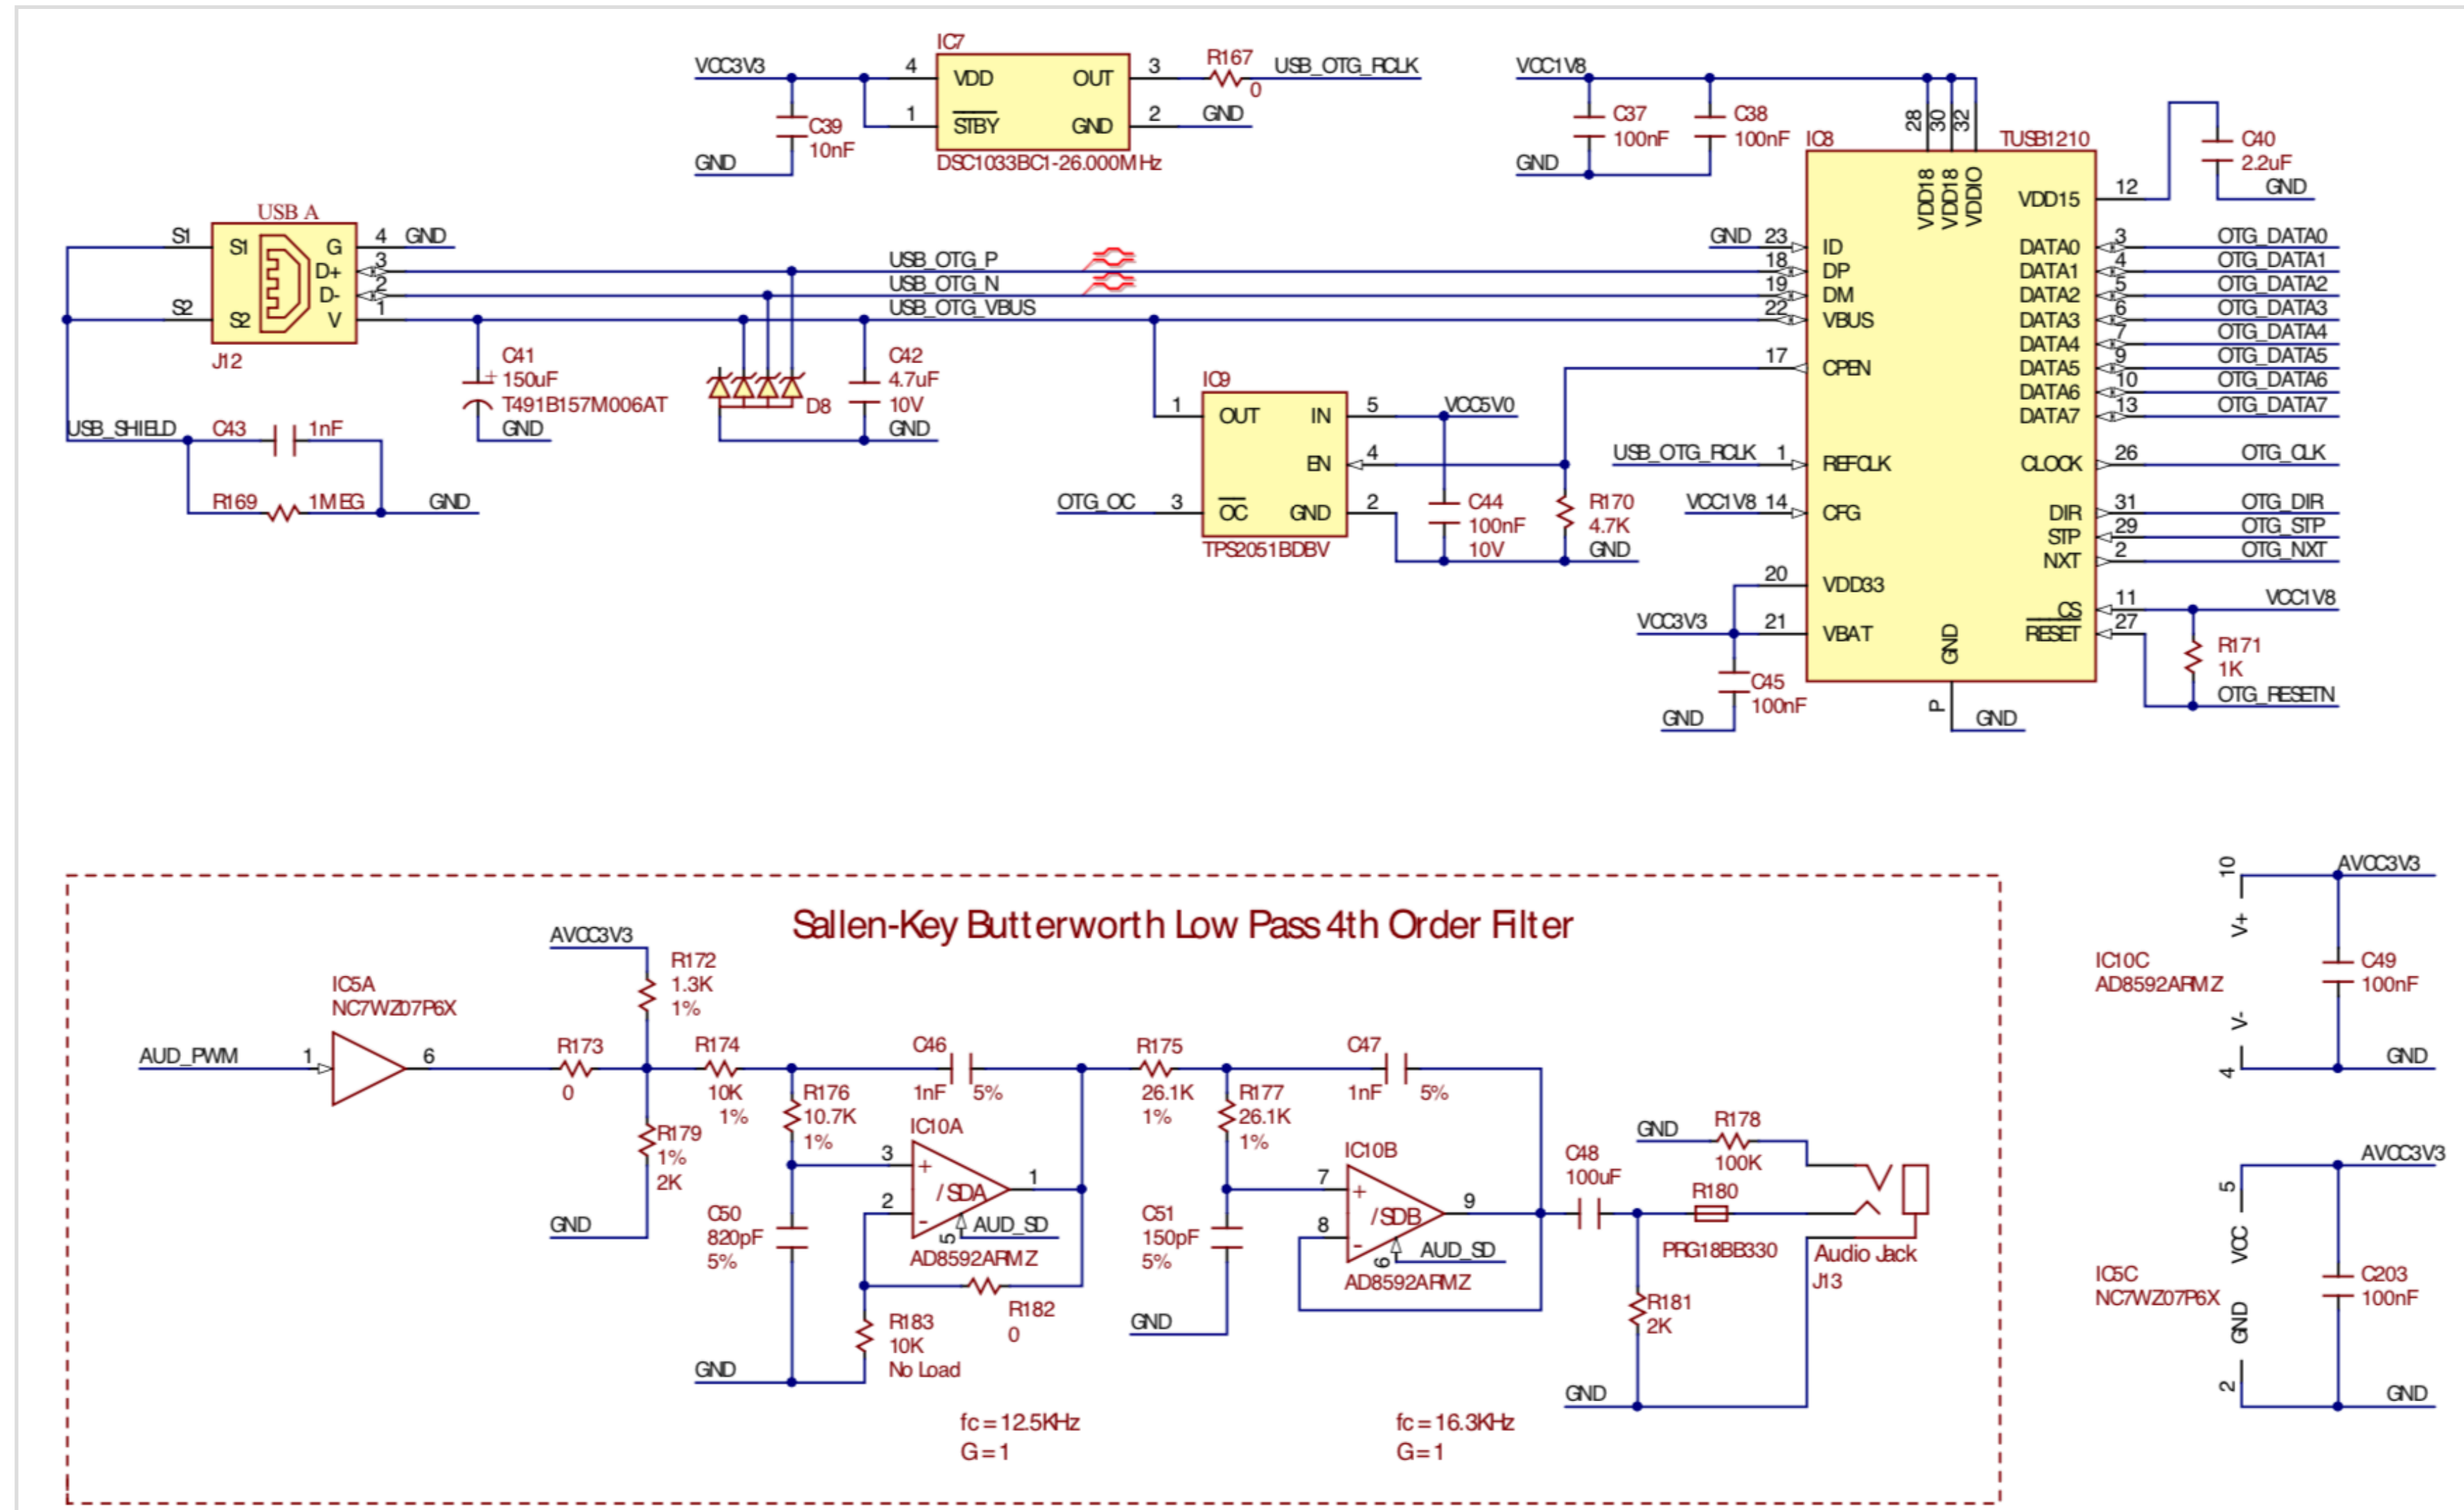 IC7
VCC3V3
4
VDD
OUT
3
R167
0
USB_OTG_RCLK
1
STBY
GND
2
GND
C39
10nF
GND
DSC1033BC1-26.000MHz
VCC1V8
C37
100nF
C38
100nF
GND
IC8
TUSB1210
28
30
32
VDD18
VDD18
VDDIO
C40
2.2uF
GND
VDD15
12
USB A
S1
S1
G
4
GND
D+
3
USB_OTG_P
D-
2
USB_OTG_N
S2
S2
V
1
USB_OTG_VBUS
J12
GND
23
ID
18
DP
19
DM
22
VBUS
17
CPEN
DATA0
3
OTG_DATA0
DATA1
4
OTG_DATA1
DATA2
5
OTG_DATA2
DATA3
6
OTG_DATA3
DATA4
7
OTG_DATA4
DATA5
9
OTG_DATA5
DATA6
10
OTG_DATA6
DATA7
13
OTG_DATA7
C41
+
150uF
T491B157M006AT
GND
D8
C42
4.7uF
10V
GND
USB_SHIELD
C43
1nF
R169
1MEG
GND
IC9
1
OUT
IN
5
VCC5V0
EN
4
OTG_OC
3
OC
GND
2
TPS2051BDBV
C44
100nF
10V
R170
4.7K
GND
USB_OTG_RCLK
1
REFCLK
VCC1V8
14
CFG
20
VDD33
VCC3V3
21
VBAT
C45
100nF
GND
CLOCK
26
OTG_CLK
DIR
31
OTG_DIR
STP
29
OTG_STP
NXT
2
OTG_NXT
CS
11
VCC1V8
RESET
27
R171
1K
OTG_RESETN
GND
P
GND
Sallen-Key Butterworth Low Pass 4th Order Filter
AUD_PWM
1
IC5A
NC7WZ07P6X
6
AVCC3V3
R172
1.3K
1%
R173
0
R179
1%
2K
GND
R174
10K
1%
R176
10.7K
1%
C46
1nF
5%
IC10A
3
+
2
-
/SDA
1
5
AUD_SD
AD8592ARMZ
C50
820pF
5%
R182
0
R183
10K
No Load
GND
fc=12.5KHz
G=1
R175
26.1K
1%
R177
26.1K
1%
C47
1nF
5%
IC10B
7
+
8
-
/SDB
9
6
AUD_SD
AD8592ARMZ
C51
150pF
5%
GND
fc=16.3KHz
G=1
C48
100uF
GND
R178
100K
R180
PRG18BB330
R181
2K
GND
Audio Jack
J13
10
V+
AVCC3V3
IC10C
AD8592ARMZ
C49
100nF
V-
4
GND
5
VCC
AVCC3V3
IC5C
NC7WZ07P6X
C203
100nF
GND
2
GND